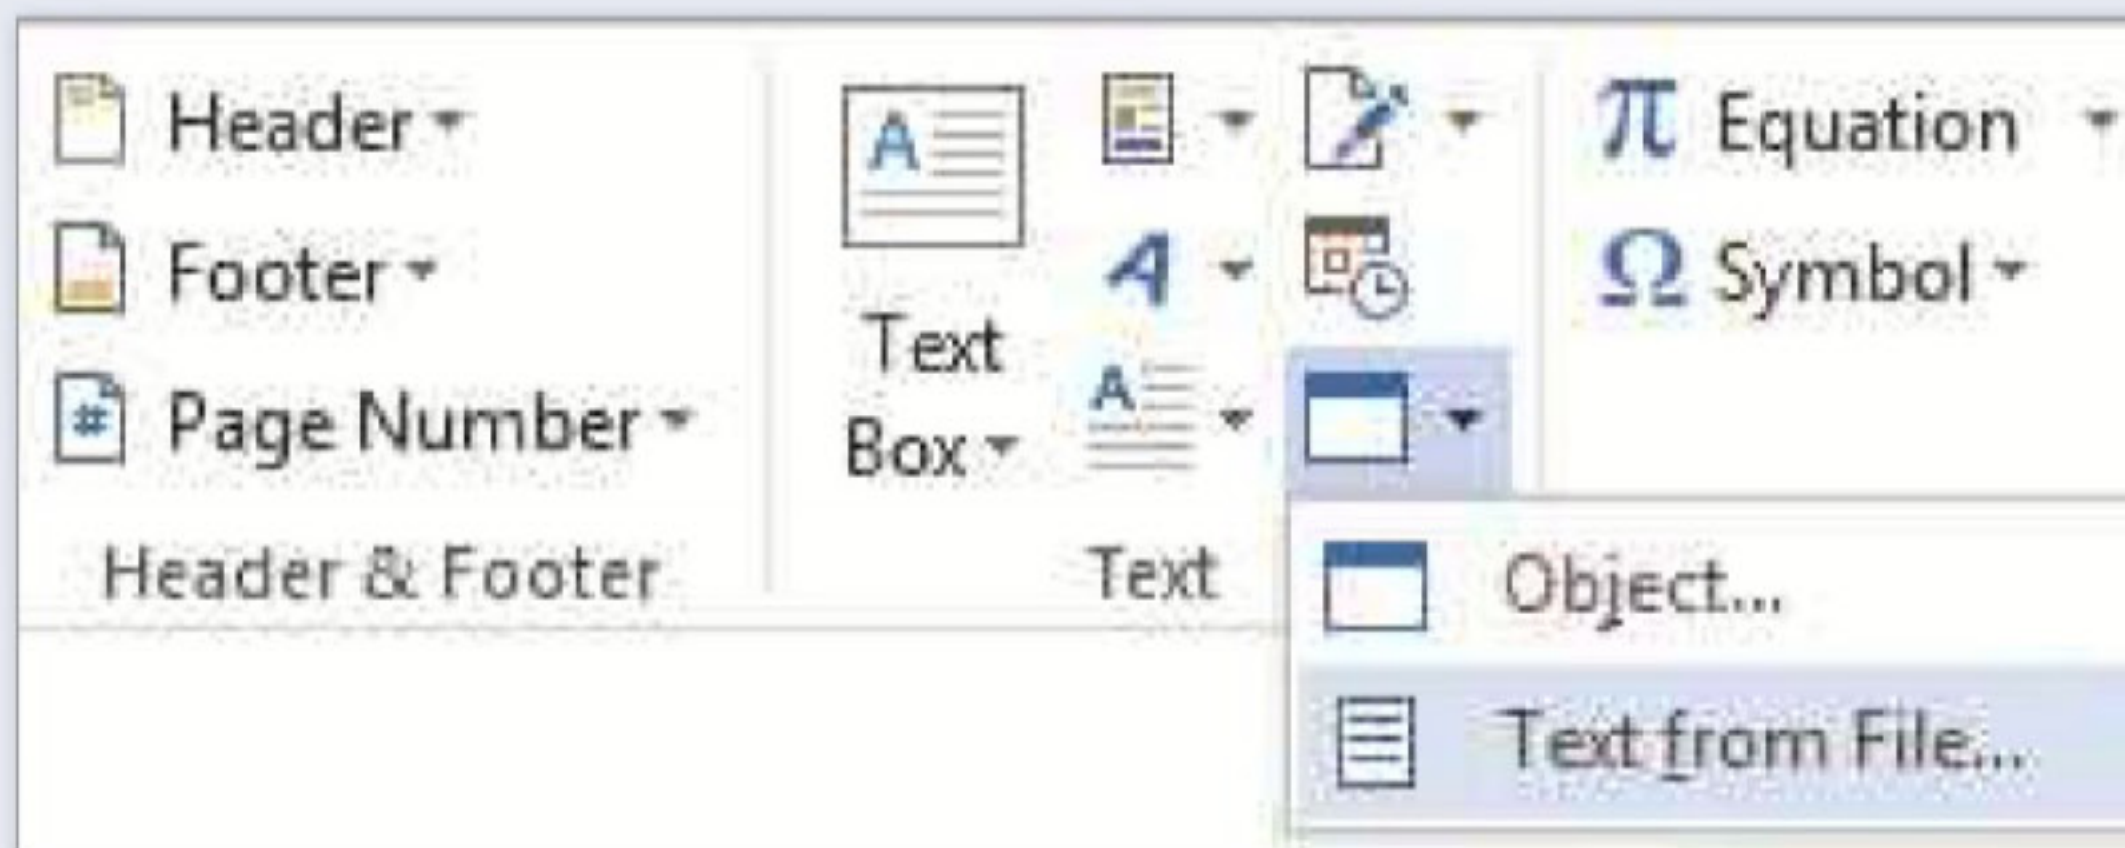 Header
Footer
Page Number
Header & Footer
Text
Box
Text
Equation
Symbol
Object...
Text from File...